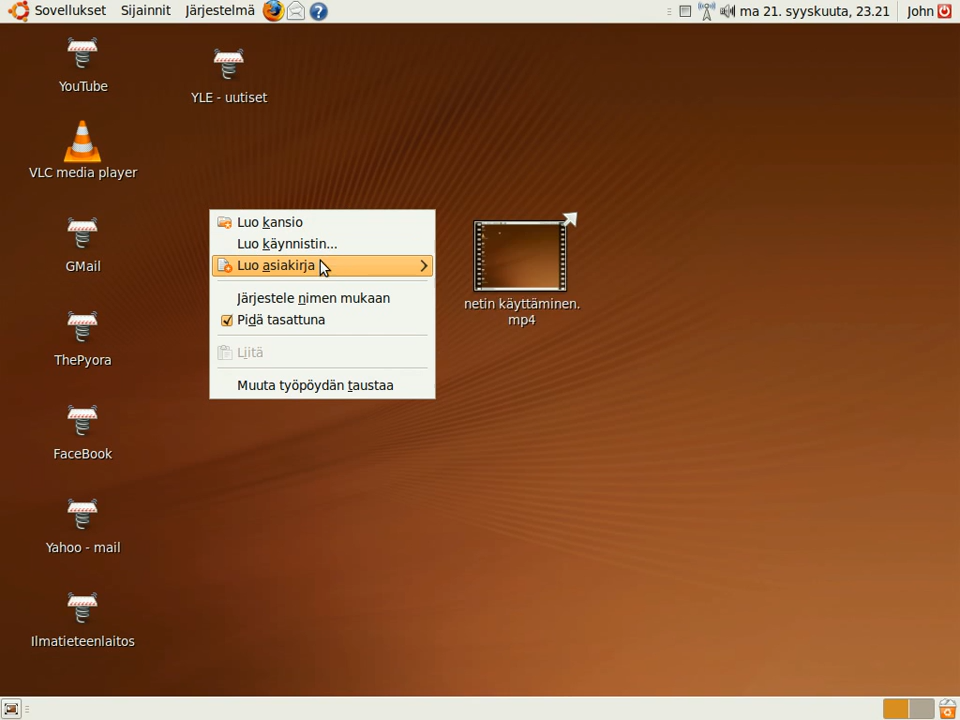 Sovellukset Sijainnit Järjestelmä ma 21. syyskuuta, 23.21 John
YouTube
YLE - uutiset
VLC media player
GMail
ThePyora
FaceBook
Yahoo - mail
Ilmatieteenlaitos
Luo kansio
Luo käynnistin...
Luo asiakirja
Järjestele nimen mukaan
Pidä tasattuna
Liitä
Muuta työpöydän taustaa
netin käyttäminen.
mp4